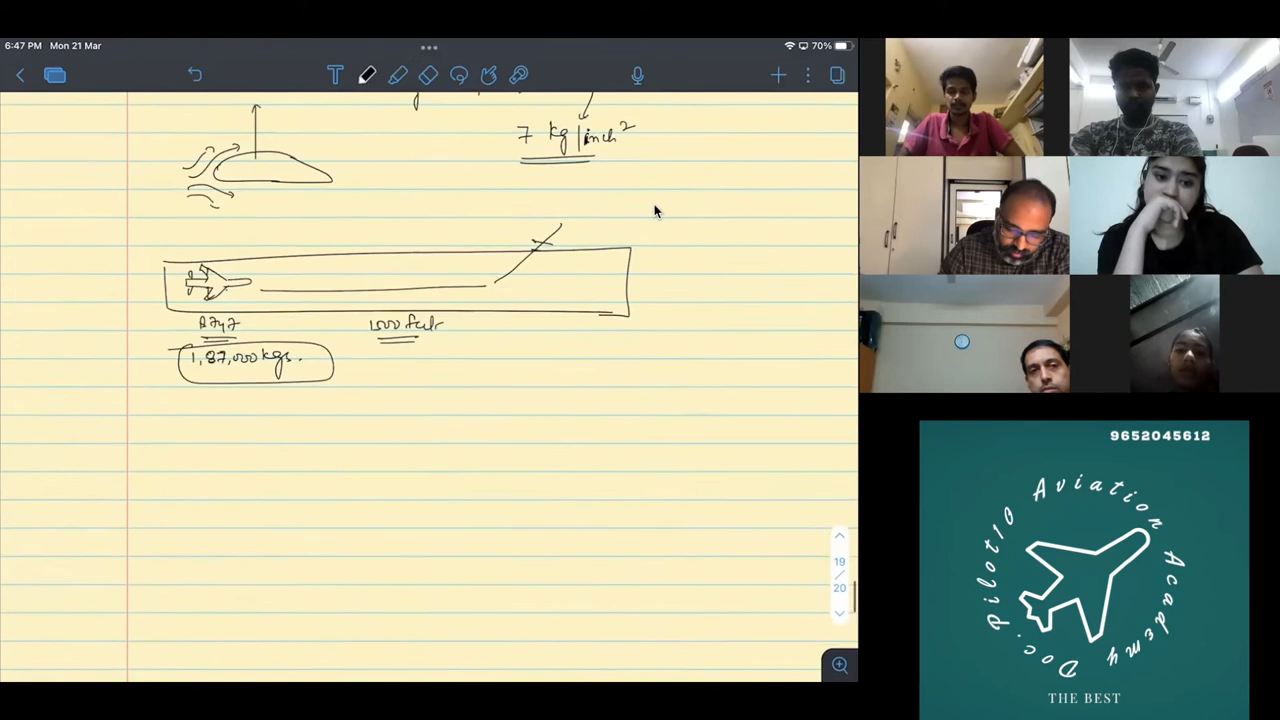 6:47 PM Mon 21 Mar
70%
7 kg/inch²
B747
1500 feet
1,87,000 kgs.
19
/
20
9652045612
Doc.Pilot10 Aviation Academy
THE BEST